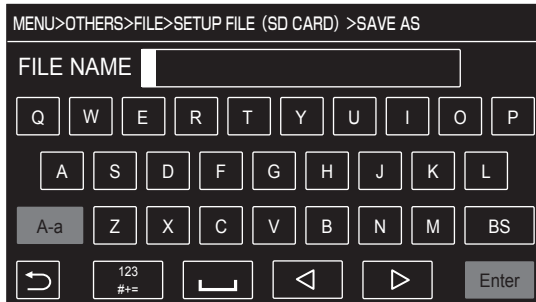 MENU>OTHERS>FILE>SETUP FILE (SD CARD) >SAVE AS
FILE NAME
Q W E R T Y U I O P
A S D F G H J K L
A-a Z X C V B N M BS
123
#+=
Enter